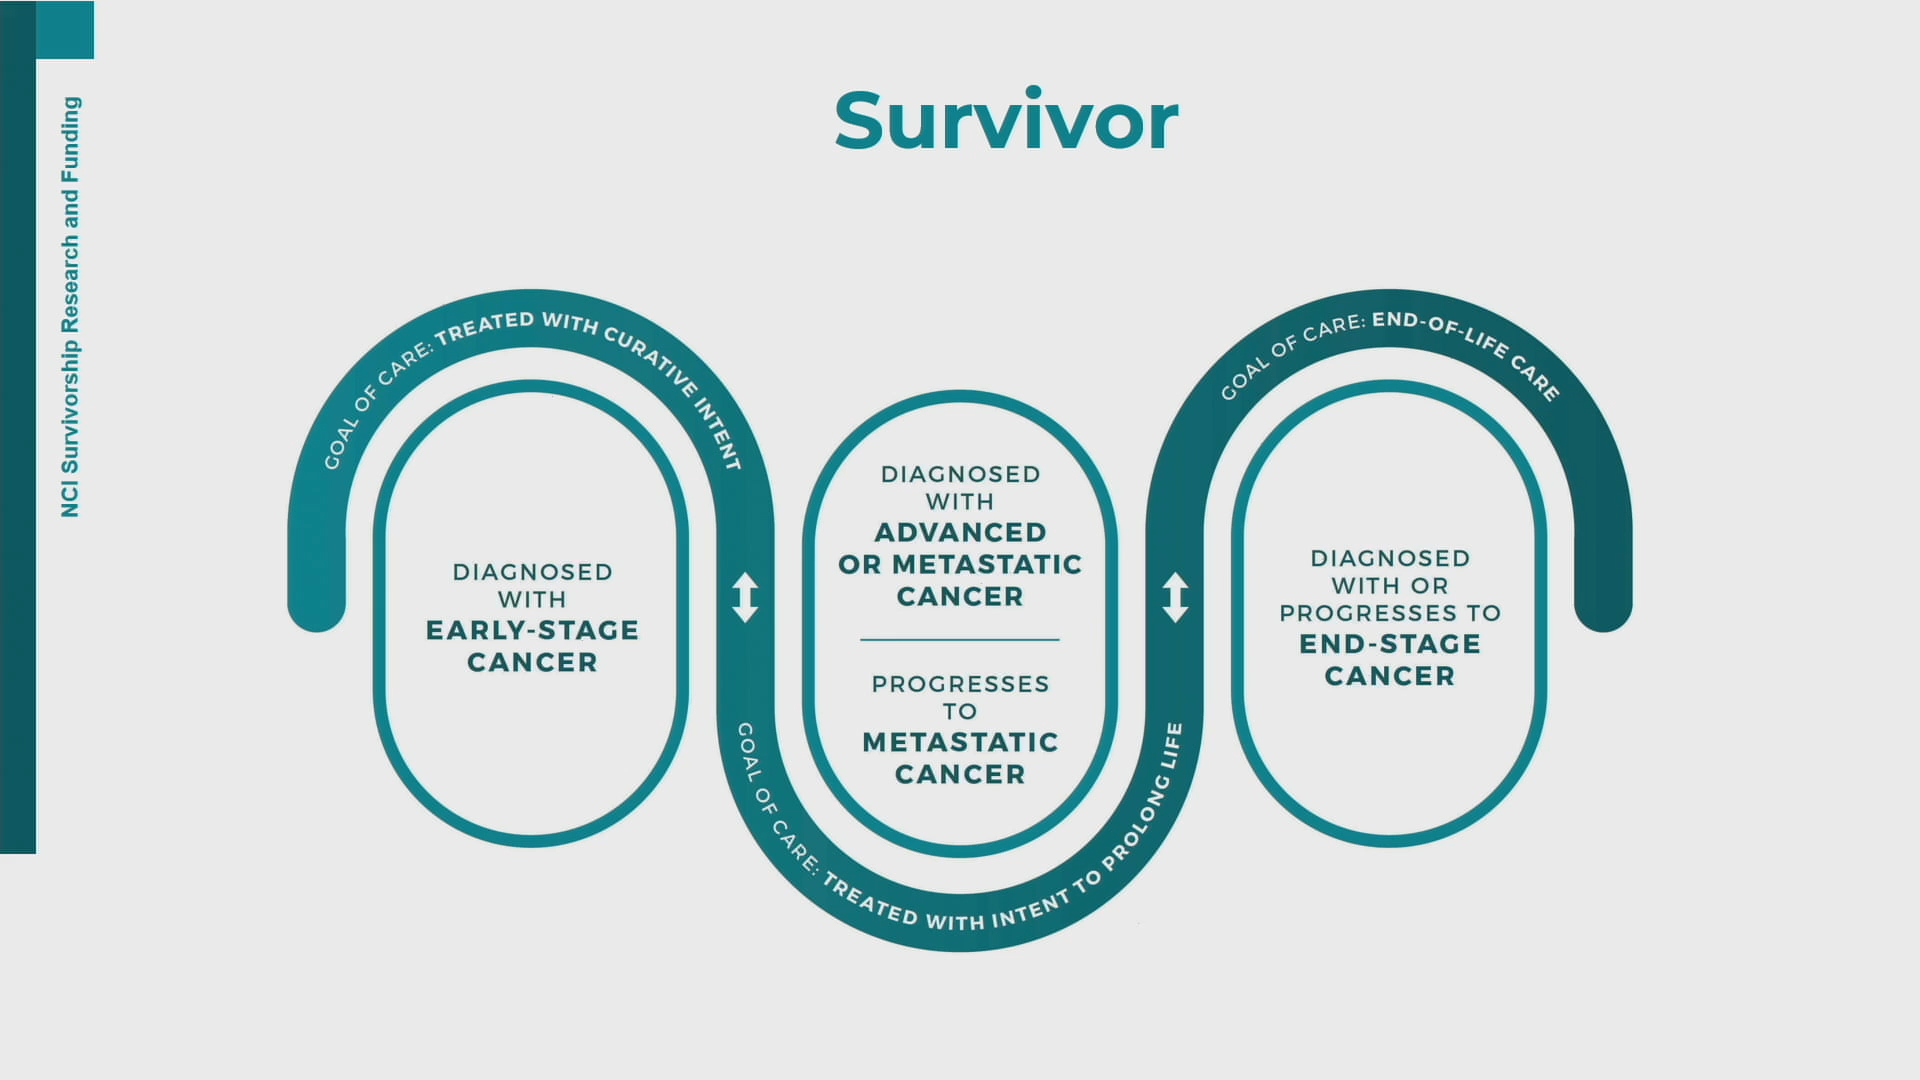 NCI Survivorship Research and Funding
Survivor
GOAL OF CARE: TREATED WITH CURATIVE INTENT
DIAGNOSED
WITH
EARLY-STAGE
CANCER
GOAL OF CARE: TREATED WITH INTENT TO PROLONG LIFE
DIAGNOSED
WITH
ADVANCED
OR METASTATIC
CANCER
PROGRESSES
TO
METASTATIC
CANCER
GOAL OF CARE: END-OF-LIFE CARE
DIAGNOSED
WITH OR
PROGRESSES TO
END-STAGE
CANCER